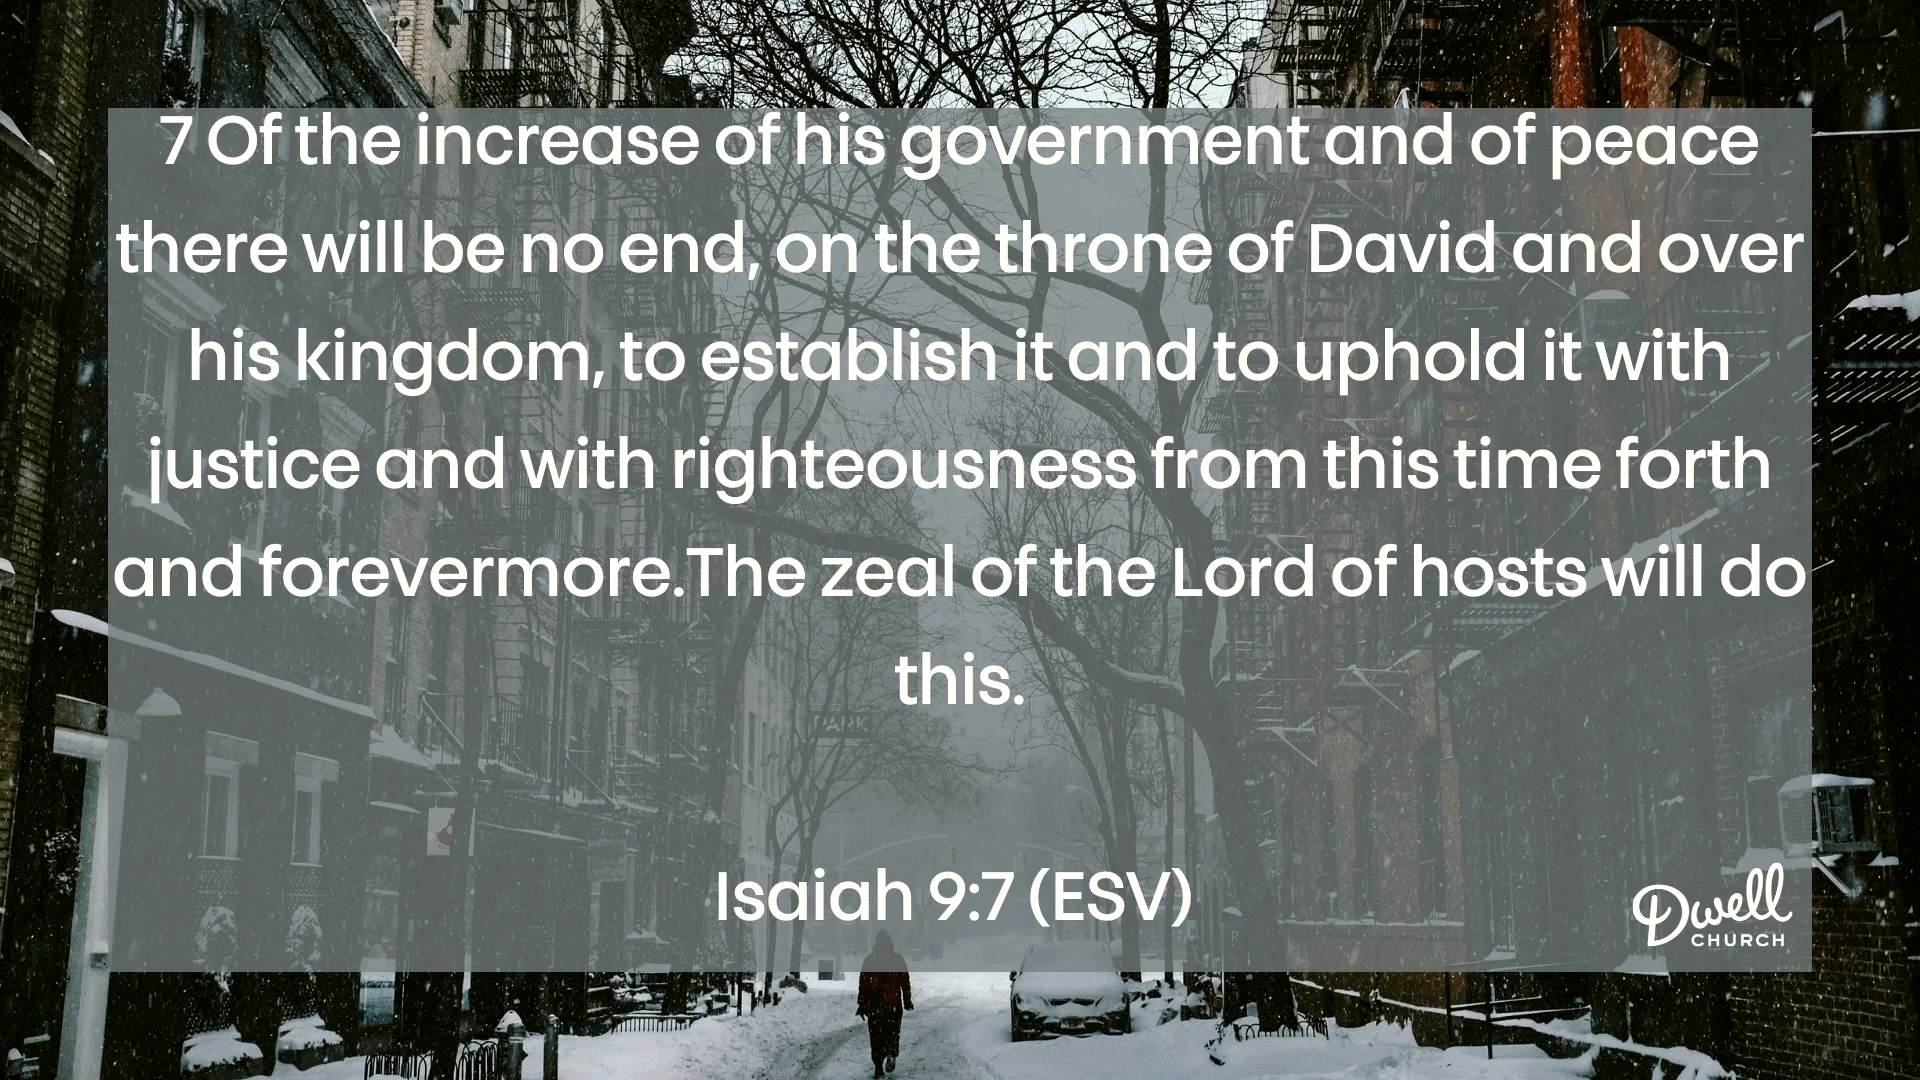 7 Of the increase of his government and of peace
there will be no end, on the throne of David and over
his kingdom, to establish it and to uphold it with
justice and with righteousness from this time forth
and forevermore.The zeal of the Lord of hosts will do
this.
PARK
Isaiah 9:7 (ESV)
Dwell
CHURCH